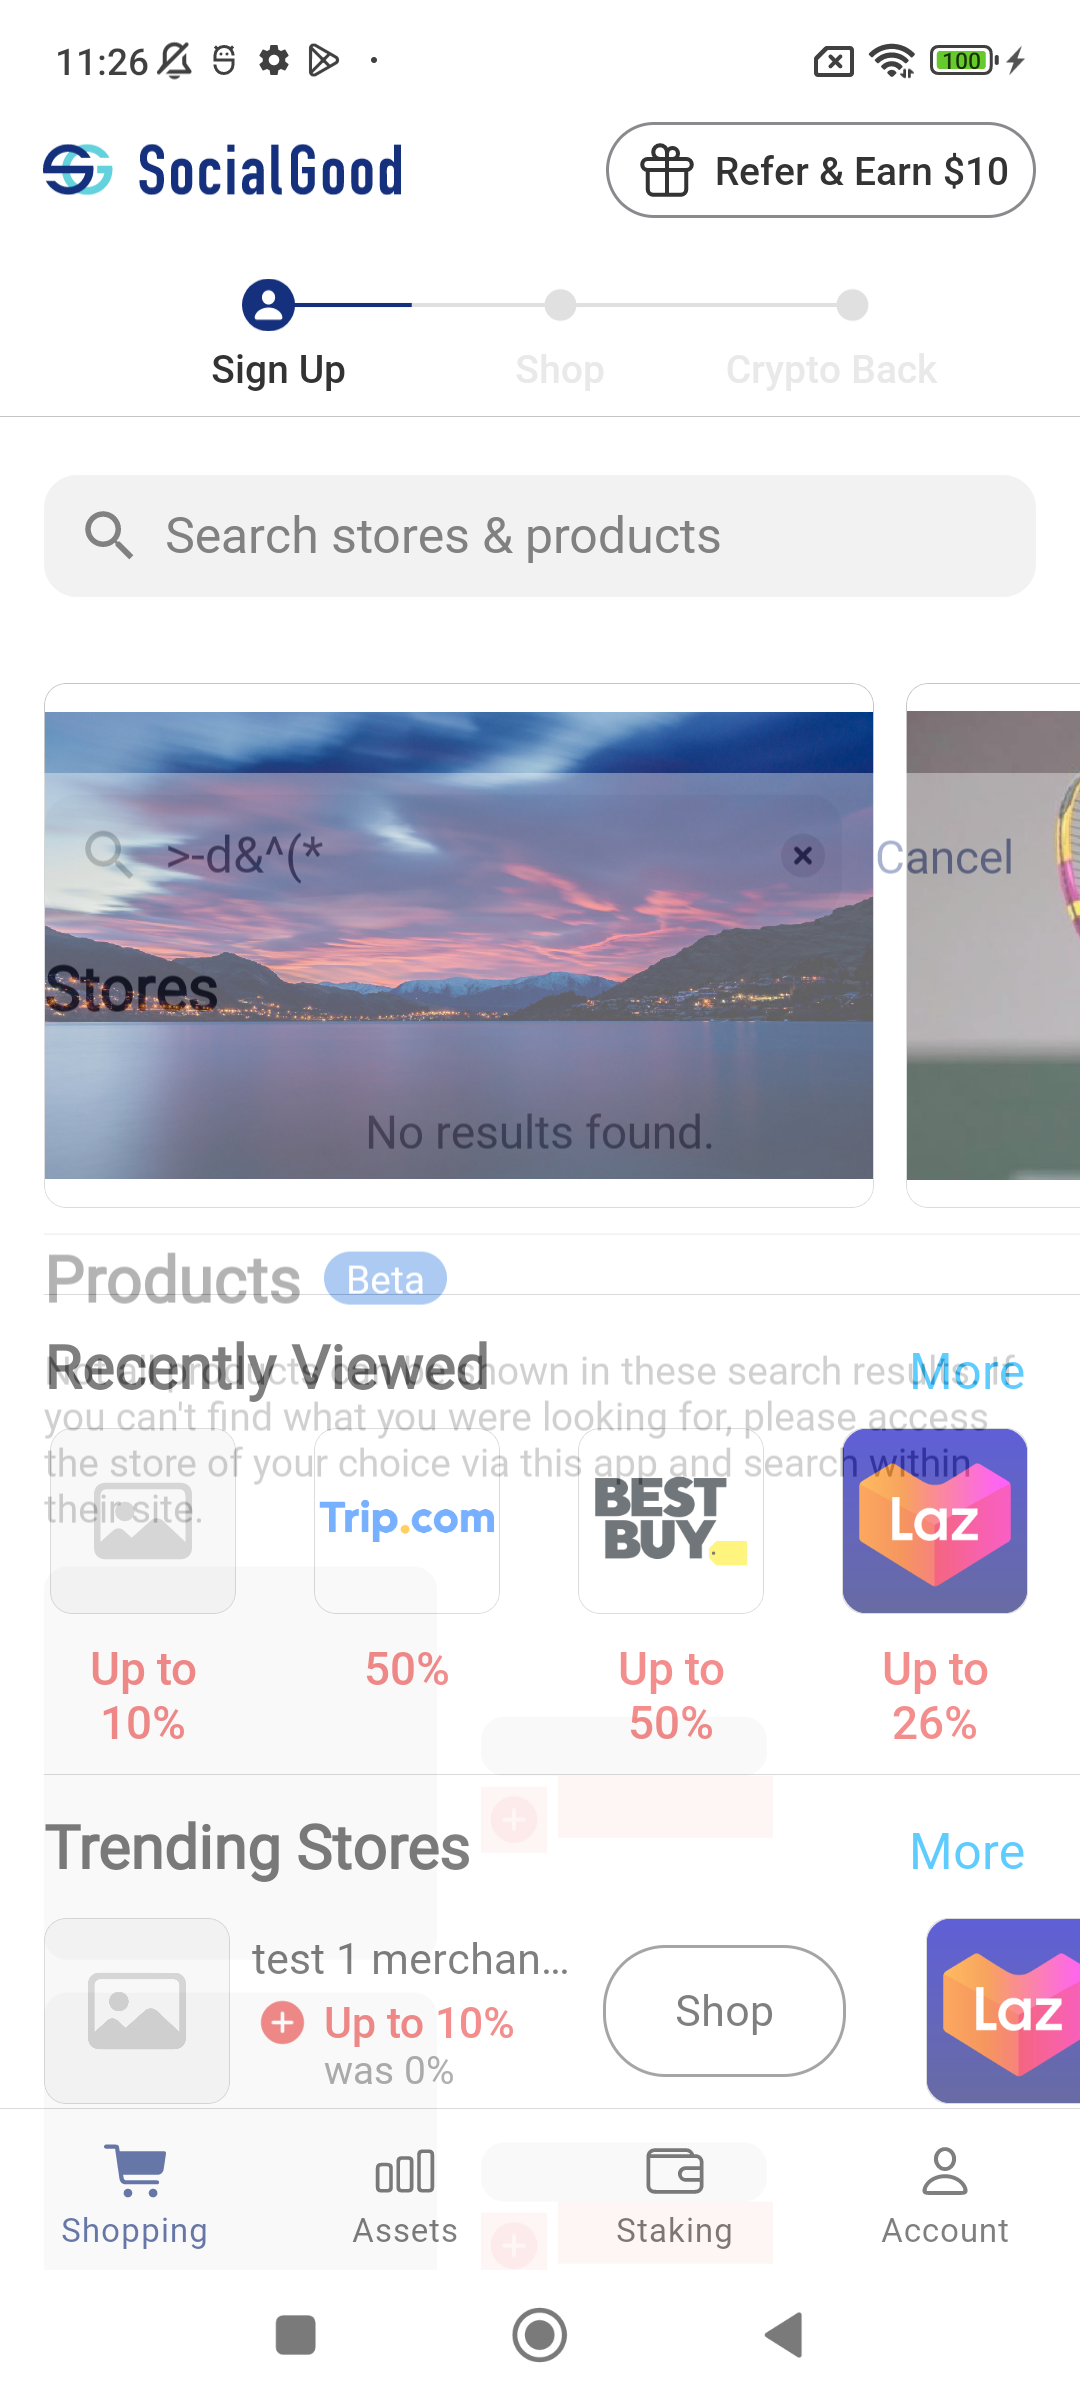 11:26
100
SocialGood
Refer & Earn $10
Sign Up
Shop
Crypto Back
Search stores & products
>-d&^(*
Cancel
Stores
No results found.
Products
Beta
Recently Viewed
More
Not all products can be shown in these search results. If
you can't find what you were looking for, please access
the store of your choice via this app and search within
their site.
Trip.com
BEST
BUY
Laz
Up to
10%
50%
Up to
50%
Up to
26%
Trending Stores
More
test 1 merchan...
Up to 10%
was 0%
Shop
Laz
Shopping
Assets
Staking
Account